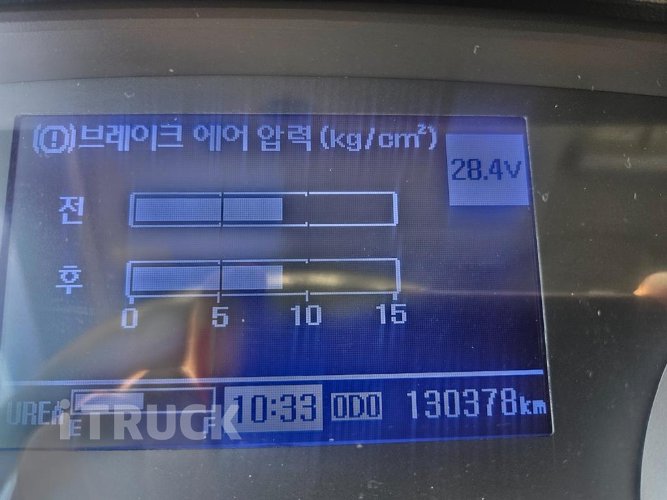 (!)브레이크 에어 압력(kg/cm²)
28.4V
전
후
0 5 10 15
UREA E F 10:33 ODO 130378km
iTRUCK